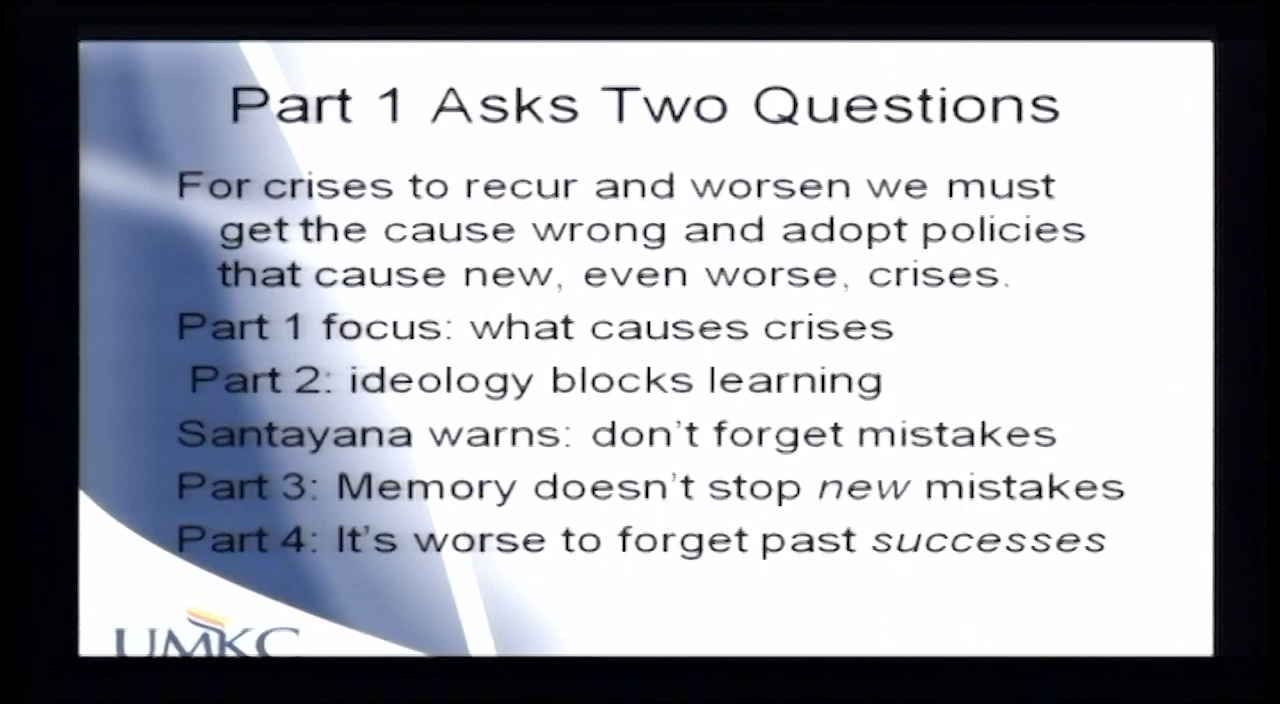 Part 1 Asks Two Questions
For crises to recur and worsen we must
get the cause wrong and adopt policies
that cause new, even worse, crises.
Part 1 focus: what causes crises
Part 2: ideology blocks learning
Santayana warns: don't forget mistakes
Part 3: Memory doesn't stop new mistakes
Part 4: It's worse to forget past successes
UMKC